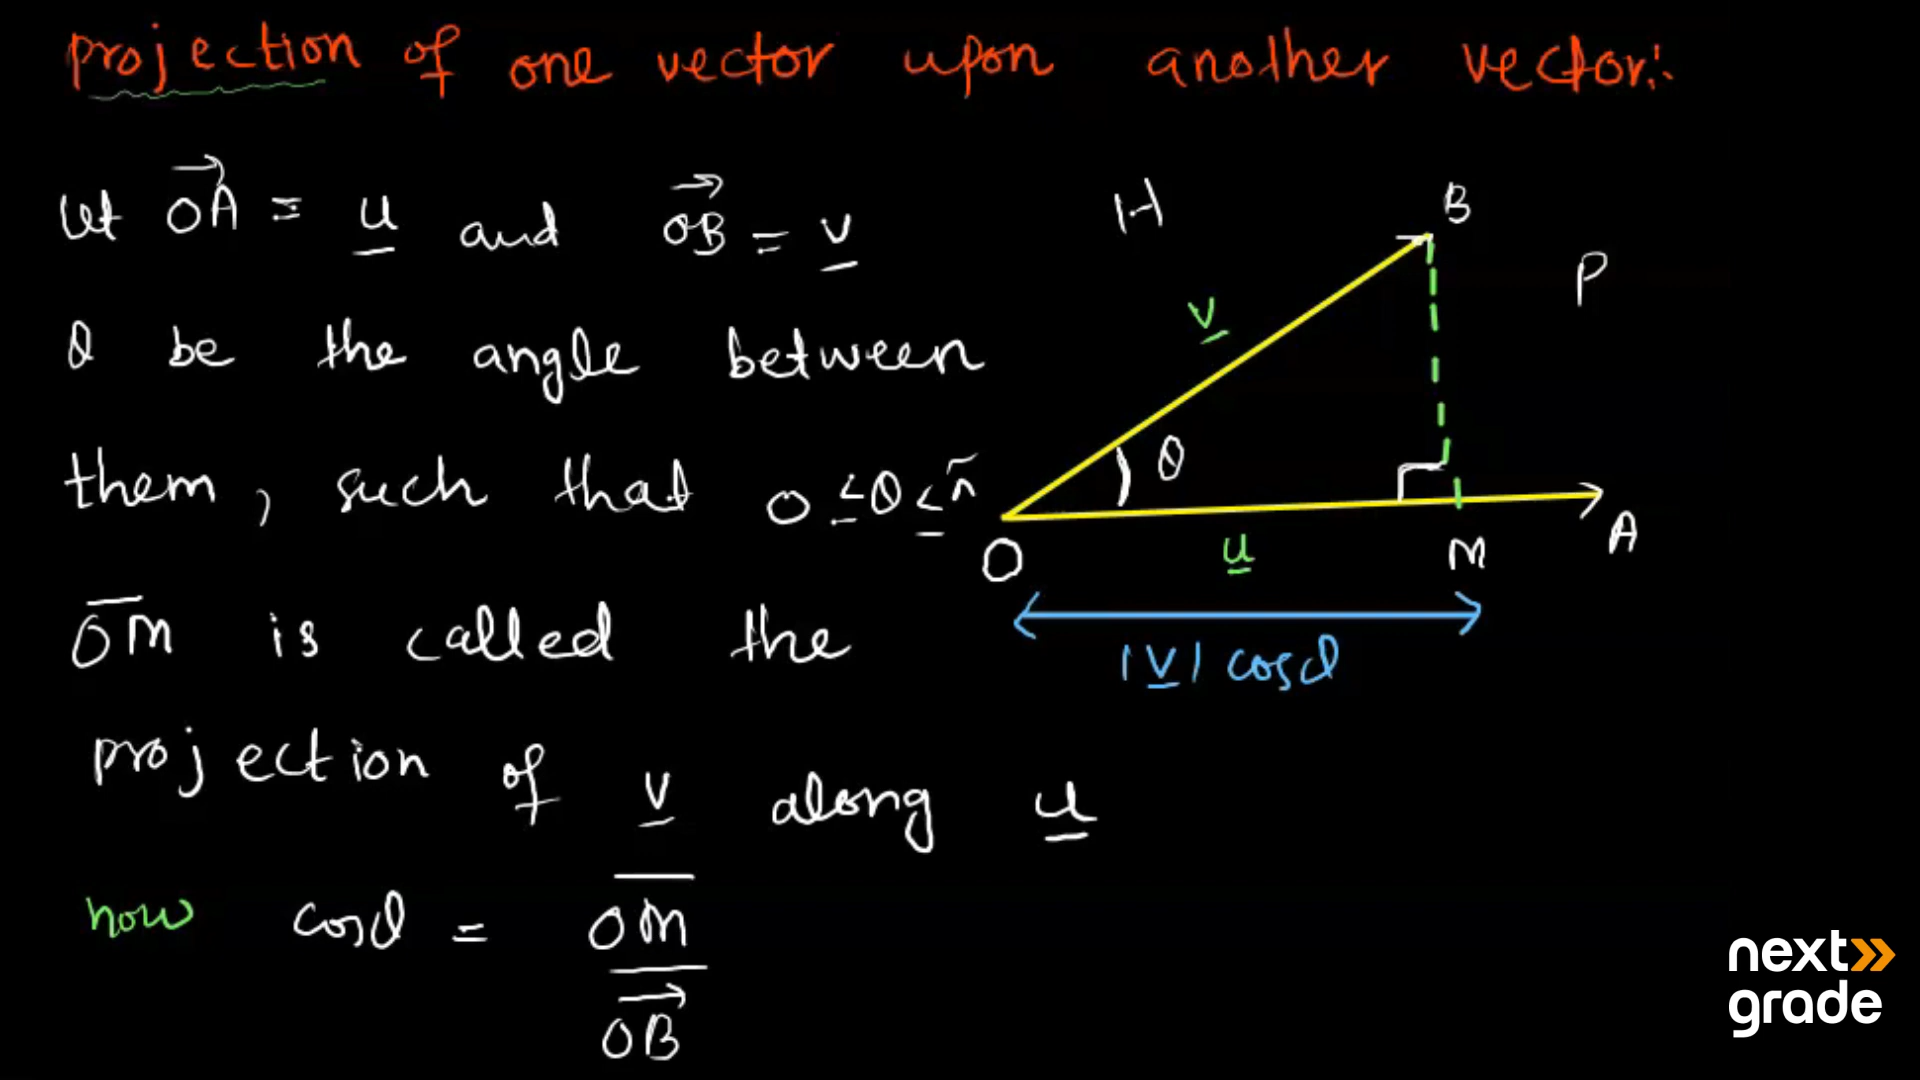 projection of one vector upon another vector:
let OA = u and OB = v
θ be the angle between
them, such that 0 ≤ θ ≤ π
OM is called the
projection of v along u
now cosθ = OM
OB
H
B
P
v
θ
O
u
M
A
|v| cosθ
next
grade